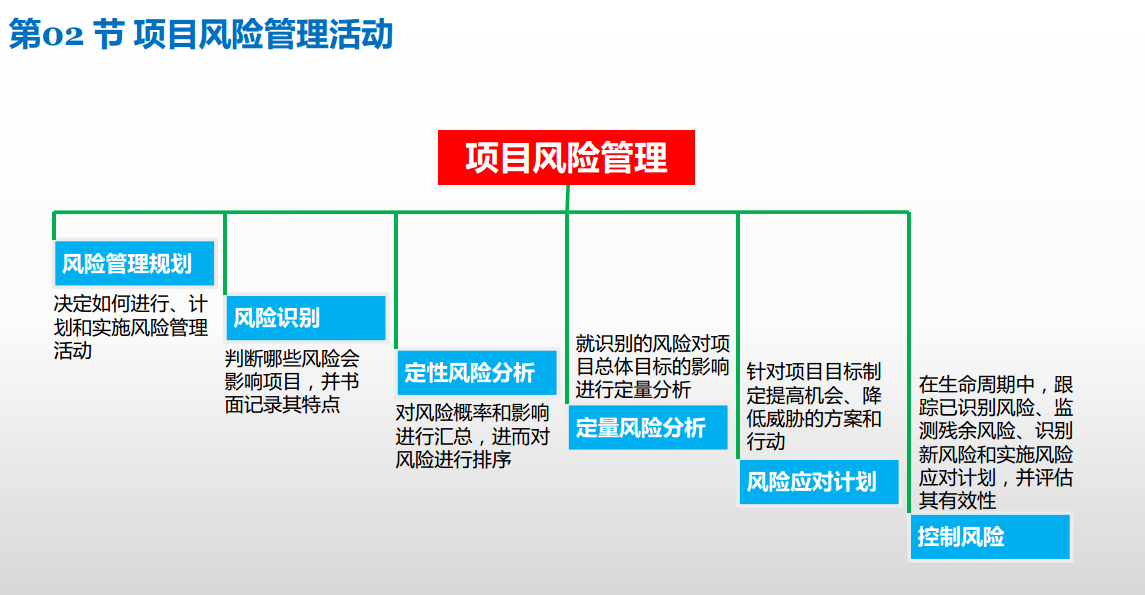 第02 节 项目风险管理活动
项目风险管理
风险管理规划
决定如何进行、计
划和实施风险管理
活动
风险识别
判断哪些风险会
影响项目，并书
面记录其特点
定性风险分析
对风险概率和影响
进行汇总，进而对
风险进行排序
就识别的风险对项
目总体目标的影响
进行定量分析
定量风险分析
针对项目目标制
定提高机会、降
低威胁的方案和
行动
风险应对计划
在生命周期中，跟
踪已识别风险、监
测残余风险、识别
新风险和实施风险
应对计划，并评估
其有效性
控制风险